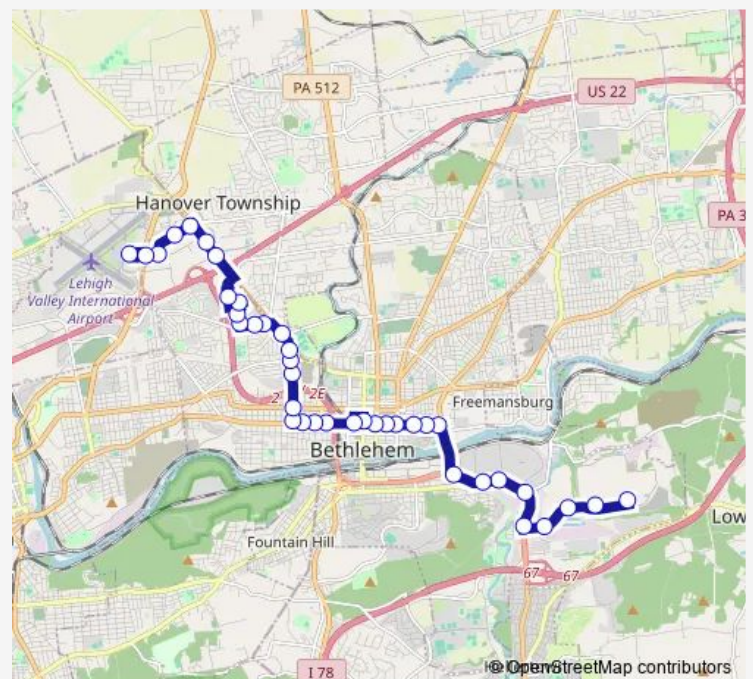 PA 512
US 22
Hanover Township
PA 3
Lehigh
Valley International
Airport
2E
Freemansburg
Bethlehem
Low
Fountain Hill
67
67
I 78
© OpenStreetMap contributors